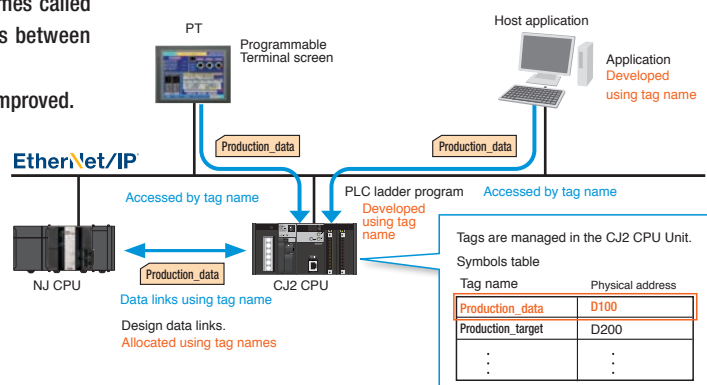 mes called
s between
mproved.
PT
Programmable
Terminal screen
Host application
Application
Developed
using tag name
Production_data
Production_data
EtherNet/IP
Accessed by tag name
PLC ladder program
Developed
using tag
name
Accessed by tag name
NJ CPU
Production_data
CJ2 CPU
Data links using tag name
Design data links.
Allocated using tag names
Tags are managed in the CJ2 CPU Unit.
Symbols table
Tag name Physical address
Production_data D100
Production_target D200